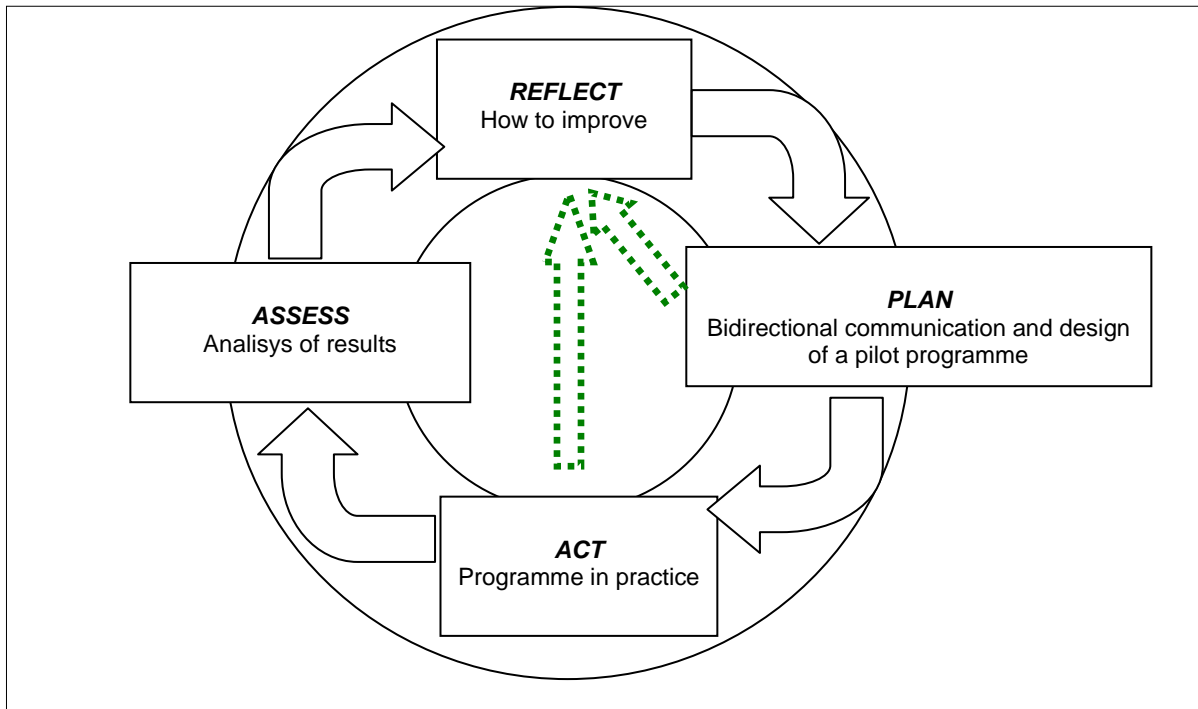 REFLECT
How to improve
PLAN
Bidirectional communication and design
of a pilot programme
ASSESS
Analisys of results
ACT
Programme in practice